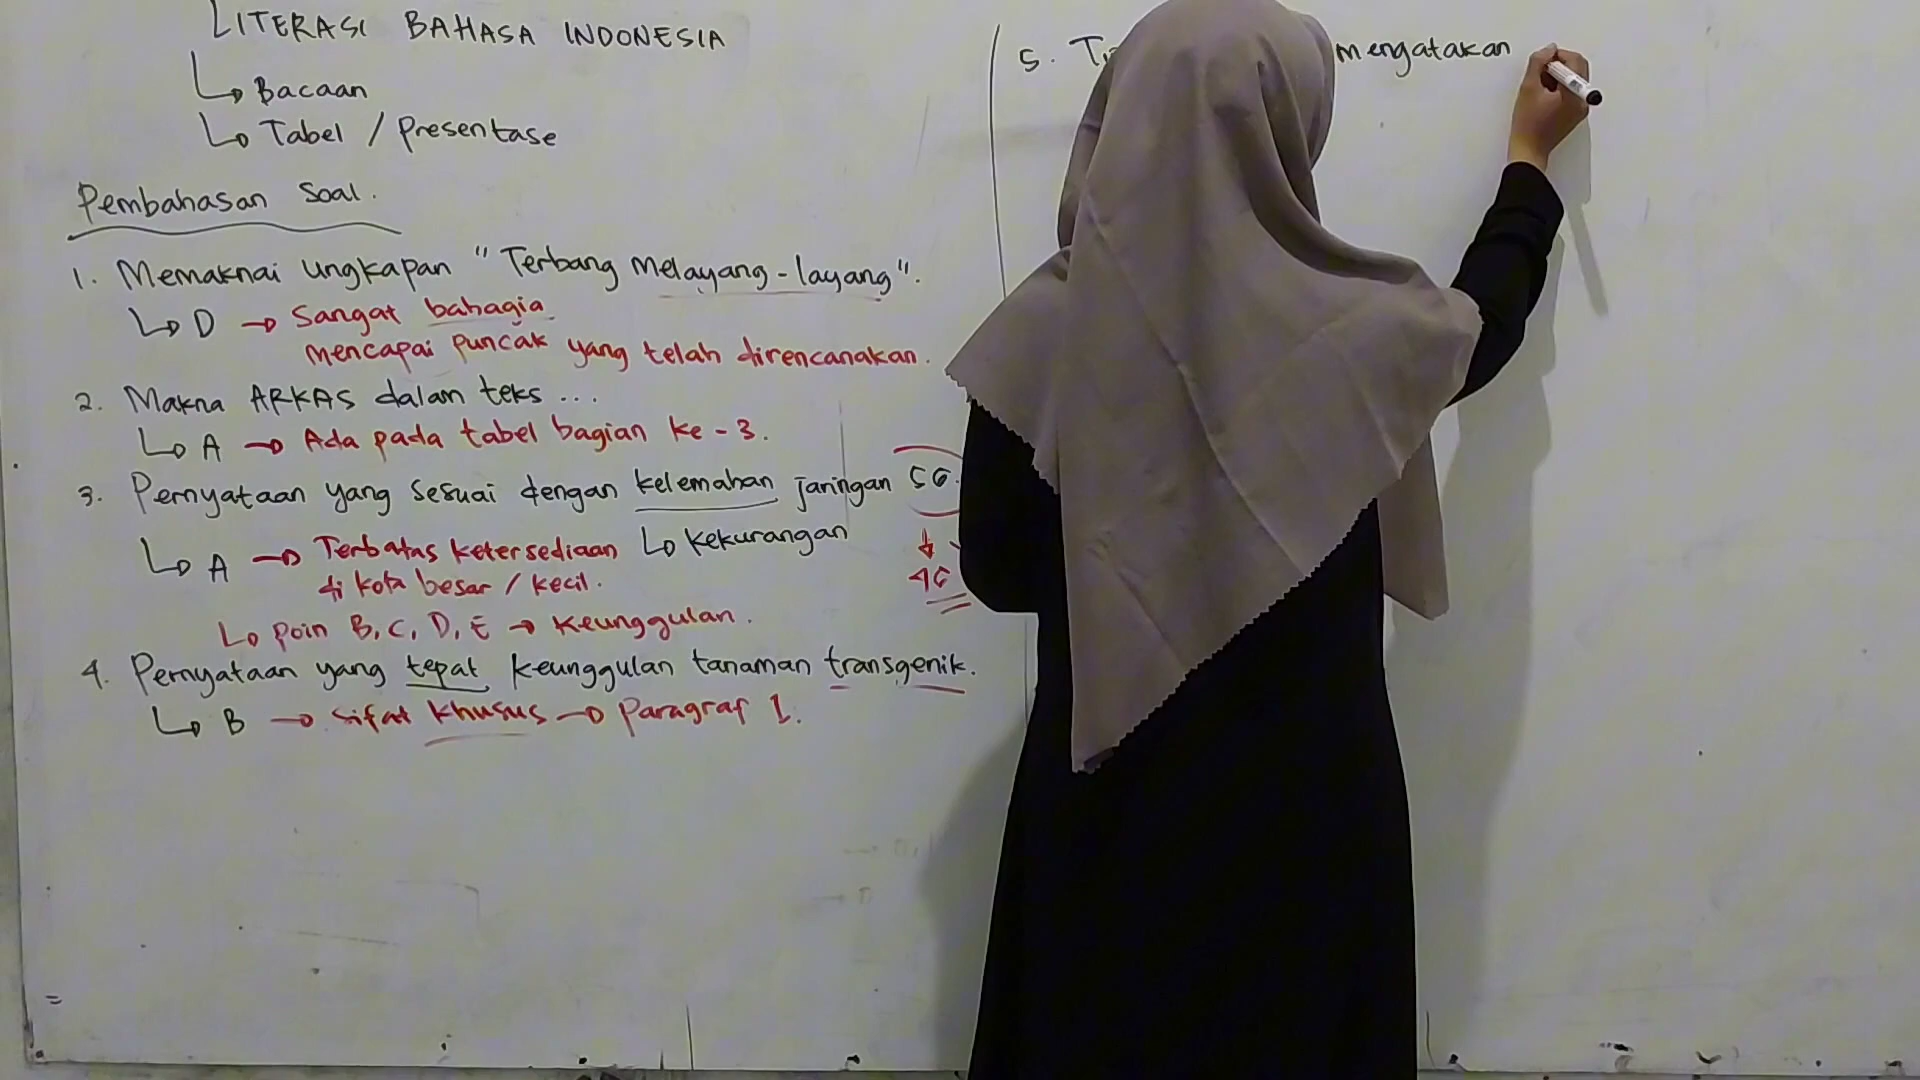 LITERASI BAHASA INDONESIA
↳ Bacaan
↳ Tabel / Presentase
Pembahasan Soal.
1. Memaknai ungkapan "Terbang Melayang-layang".
↳ D → Sangat bahagia
mencapai puncak yang telah direncanakan.
2. Makna ARKAS dalam teks ...
↳ A → Ada pada tabel bagian ke-3.
3. Pernyataan yang sesuai dengan kelemahan jaringan 5G.
↳ kekurangan
↳ A → Terbatas ketersediaan
di kota besar / kecil.
↓
4G
↳ Poin B, C, D, E → Keunggulan.
4. Pernyataan yang tepat keunggulan tanaman transgenik.
↳ B → Sifat khusus → Paragraf 1.
5. mengatakan